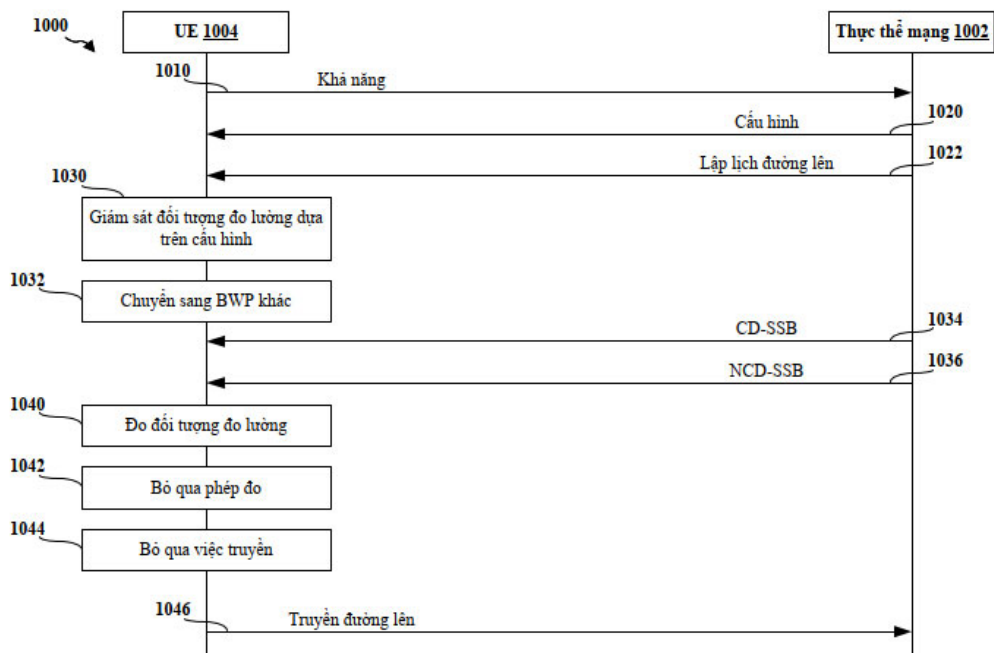 1000
UE 1004
Thực thể mạng 1002
1010
Khả năng
1020
Cấu hình
1022
Lập lịch đường lên
1030
Giám sát đối tượng đo lường dựa
trên cấu hình
1032
Chuyển sang BWP khác
1034
CD-SSB
1036
NCD-SSB
1040
Đo đối tượng đo lường
1042
Bỏ qua phép đo
1044
Bỏ qua việc truyền
1046
Truyền đường lên